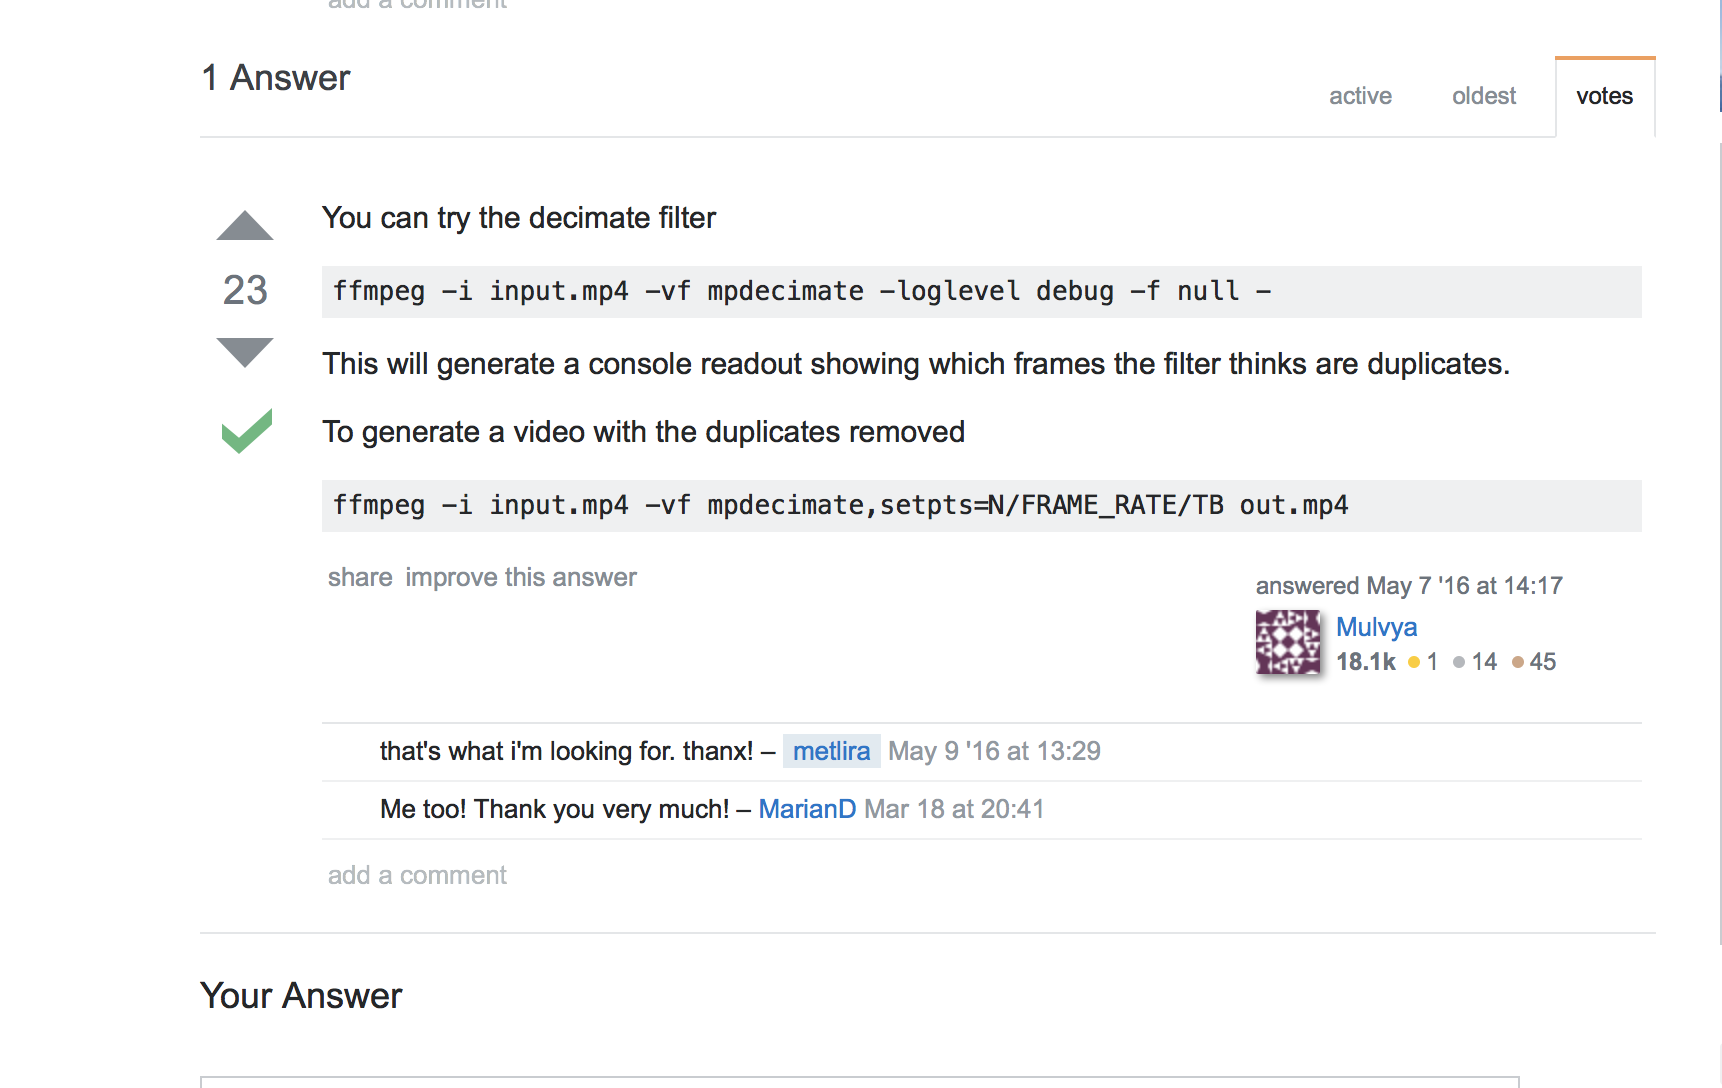 add a comment
1 Answer
active oldest votes
You can try the decimate filter
23
ffmpeg -i input.mp4 -vf mpdecimate -loglevel debug -f null -
This will generate a console readout showing which frames the filter thinks are duplicates.
To generate a video with the duplicates removed
ffmpeg -i input.mp4 -vf mpdecimate,setpts=N/FRAME_RATE/TB out.mp4
share improve this answer
answered May 7 '16 at 14:17
Mulvya
18.1k 1 14 45
that's what i'm looking for. thanx! – metlira May 9 '16 at 13:29
Me too! Thank you very much! – MarianD Mar 18 at 20:41
add a comment
Your Answer